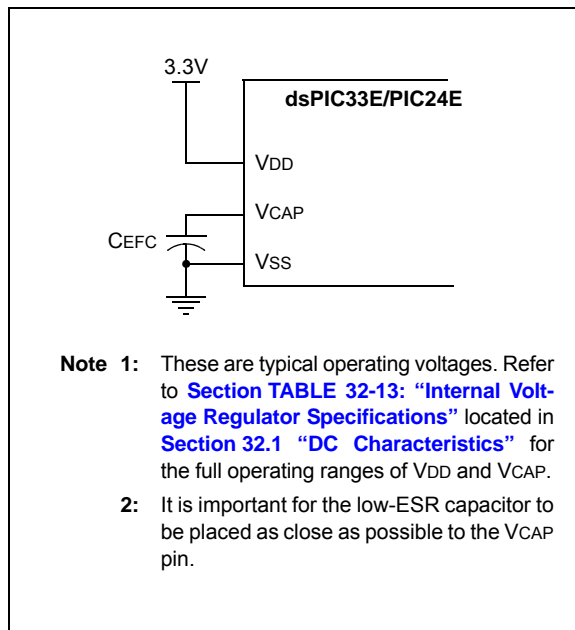 3.3V
dsPIC33E/PIC24E
VDD
VCAP
CEFC
VSS
Note 1: These are typical operating voltages. Refer
to Section TABLE 32-13: “Internal Volt-
age Regulator Specifications” located in
Section 32.1 “DC Characteristics” for
the full operating ranges of VDD and VCAP.
2: It is important for the low-ESR capacitor to
be placed as close as possible to the VCAP
pin.